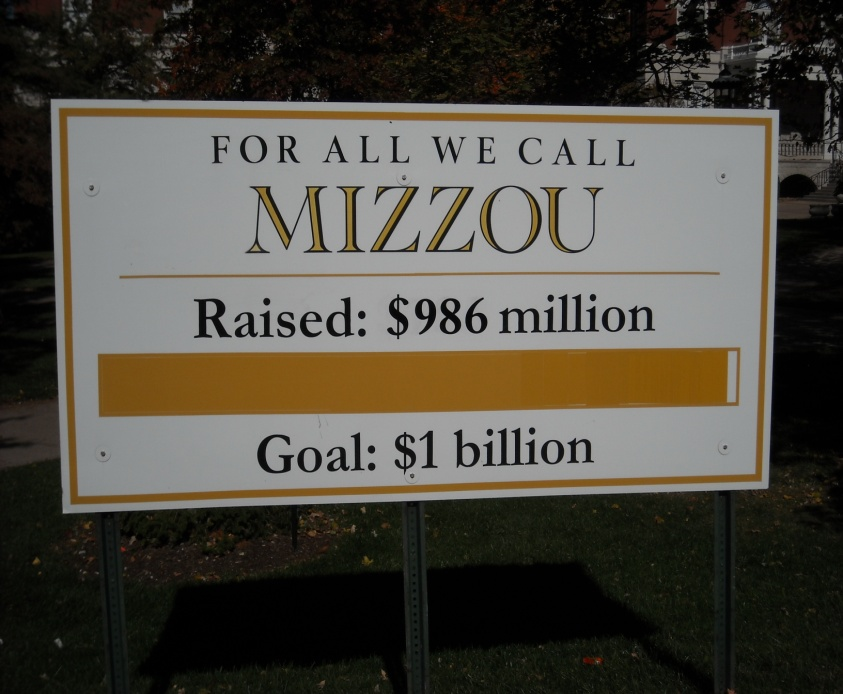 FOR ALL WE CALL
MIZZOU
Raised: $986 million
Goal: $1 billion